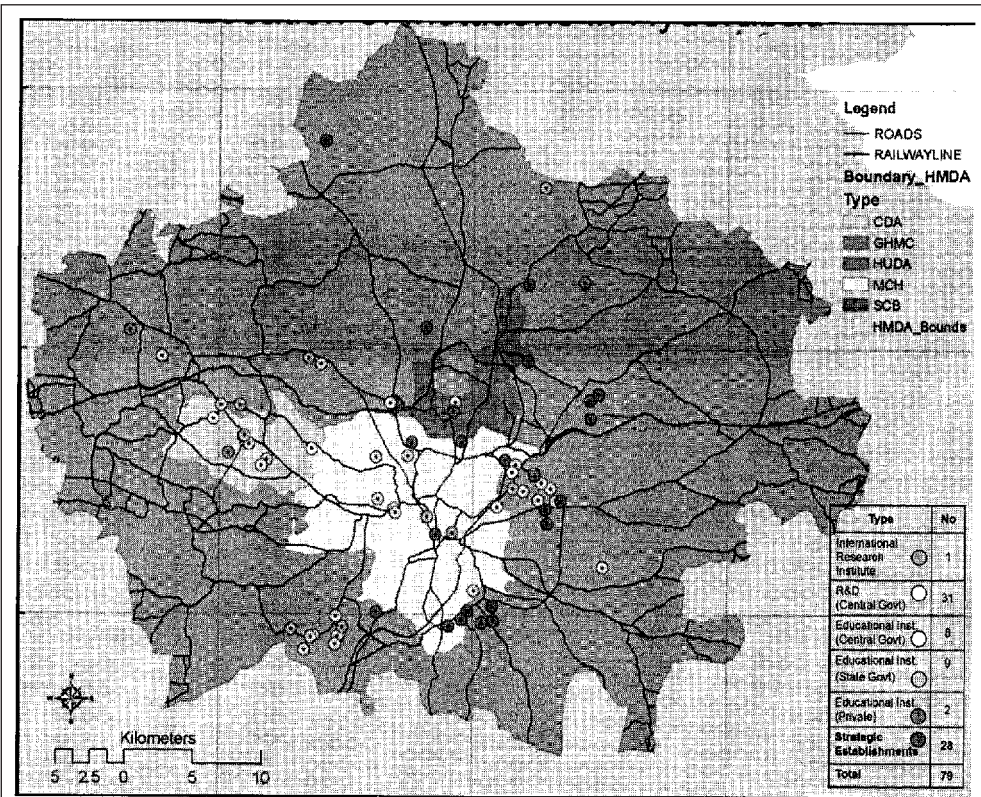 Legend
ROADS
RAILWAYLINE
Boundary_HMDA
Type
CDA
GHMC
HUDA
MCH
SCB
HMDA_Bounds
Type No
International
Research
Institute 1
R&D
(Central Govt) 31
Educational Inst.
(Central Govt) 8
Educational Inst.
(State Govt) 9
Educational Inst.
(Private) 2
Strategic
Establishments 28
Total 79
Kilometers
5 2.5 0 5 10